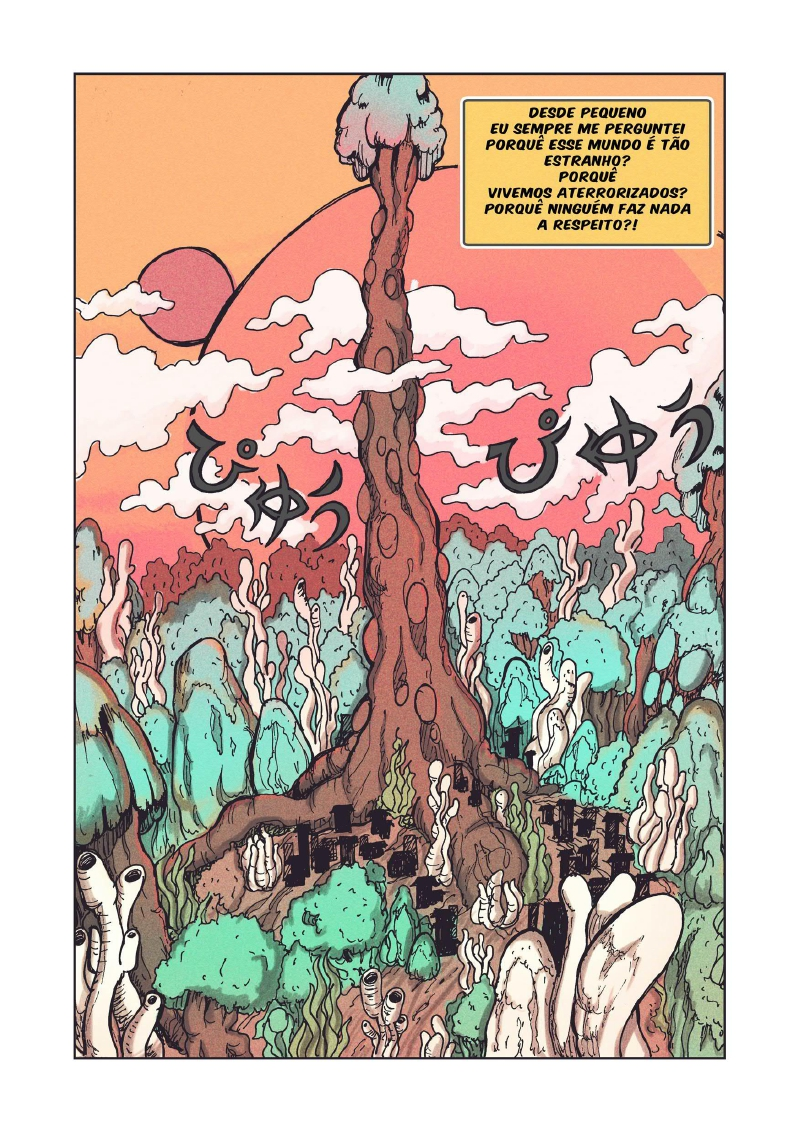 DESDE PEQUENO
EU SEMPRE ME PERGUNTEI
PORQUÊ ESSE MUNDO É TÃO
ESTRANHO?
PORQUÊ
VIVEMOS ATERRORIZADOS?
PORQUÊ NINGUÉM FAZ NADA
A RESPEITO?!
ぴゅう
ぴゅう